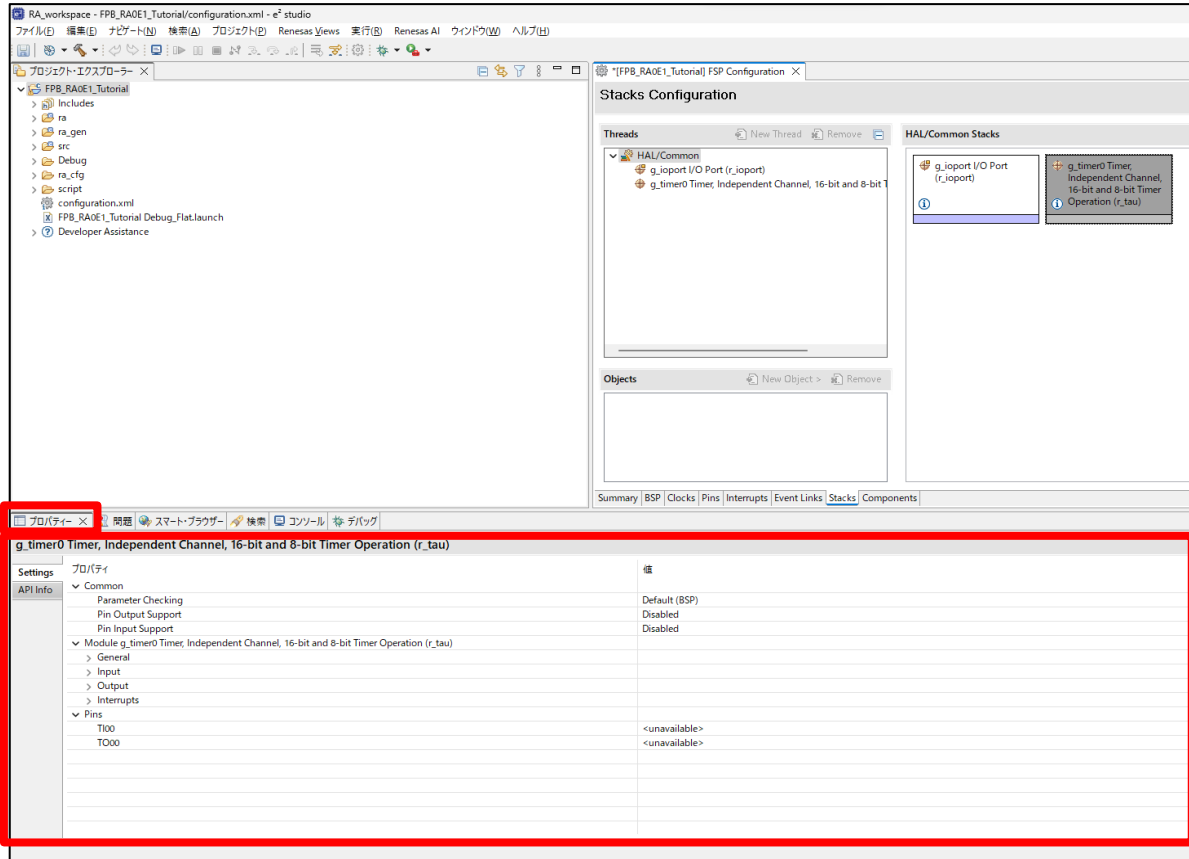 RA_workspace - FPB_RA0E1_Tutorial/configuration.xml - e² studio
ファイル(F) 編集(E) ナビゲート(N) 検索(A) プロジェクト(P) Renesas Views 実行(R) Renesas AI ウィンドウ(W) ヘルプ(H)
プロジェクト・エクスプローラー
FPB_RA0E1_Tutorial
Includes
ra
ra_gen
src
Debug
ra_cfg
script
configuration.xml
FPB_RA0E1_Tutorial Debug_Flat.launch
Developer Assistance
*[FPB_RA0E1_Tutorial] FSP Configuration
Stacks Configuration
Threads New Thread Remove
HAL/Common
g_ioport I/O Port (r_ioport)
g_timer0 Timer, Independent Channel, 16-bit and 8-bit T
HAL/Common Stacks
g_ioport I/O Port
(r_ioport)
g_timer0 Timer,
Independent Channel,
16-bit and 8-bit Timer
Operation (r_tau)
Objects New Object > Remove
Summary BSP Clocks Pins Interrupts Event Links Stacks Components
プロパティー 問題 スマート・ブラウザー 検索 コンソール デバッグ
g_timer0 Timer, Independent Channel, 16-bit and 8-bit Timer Operation (r_tau)
Settings
API Info
プロパティ 値
Common
Parameter Checking Default (BSP)
Pin Output Support Disabled
Pin Input Support Disabled
Module g_timer0 Timer, Independent Channel, 16-bit and 8-bit Timer Operation (r_tau)
General
Input
Output
Interrupts
Pins
TI00 <unavailable>
TO00 <unavailable>